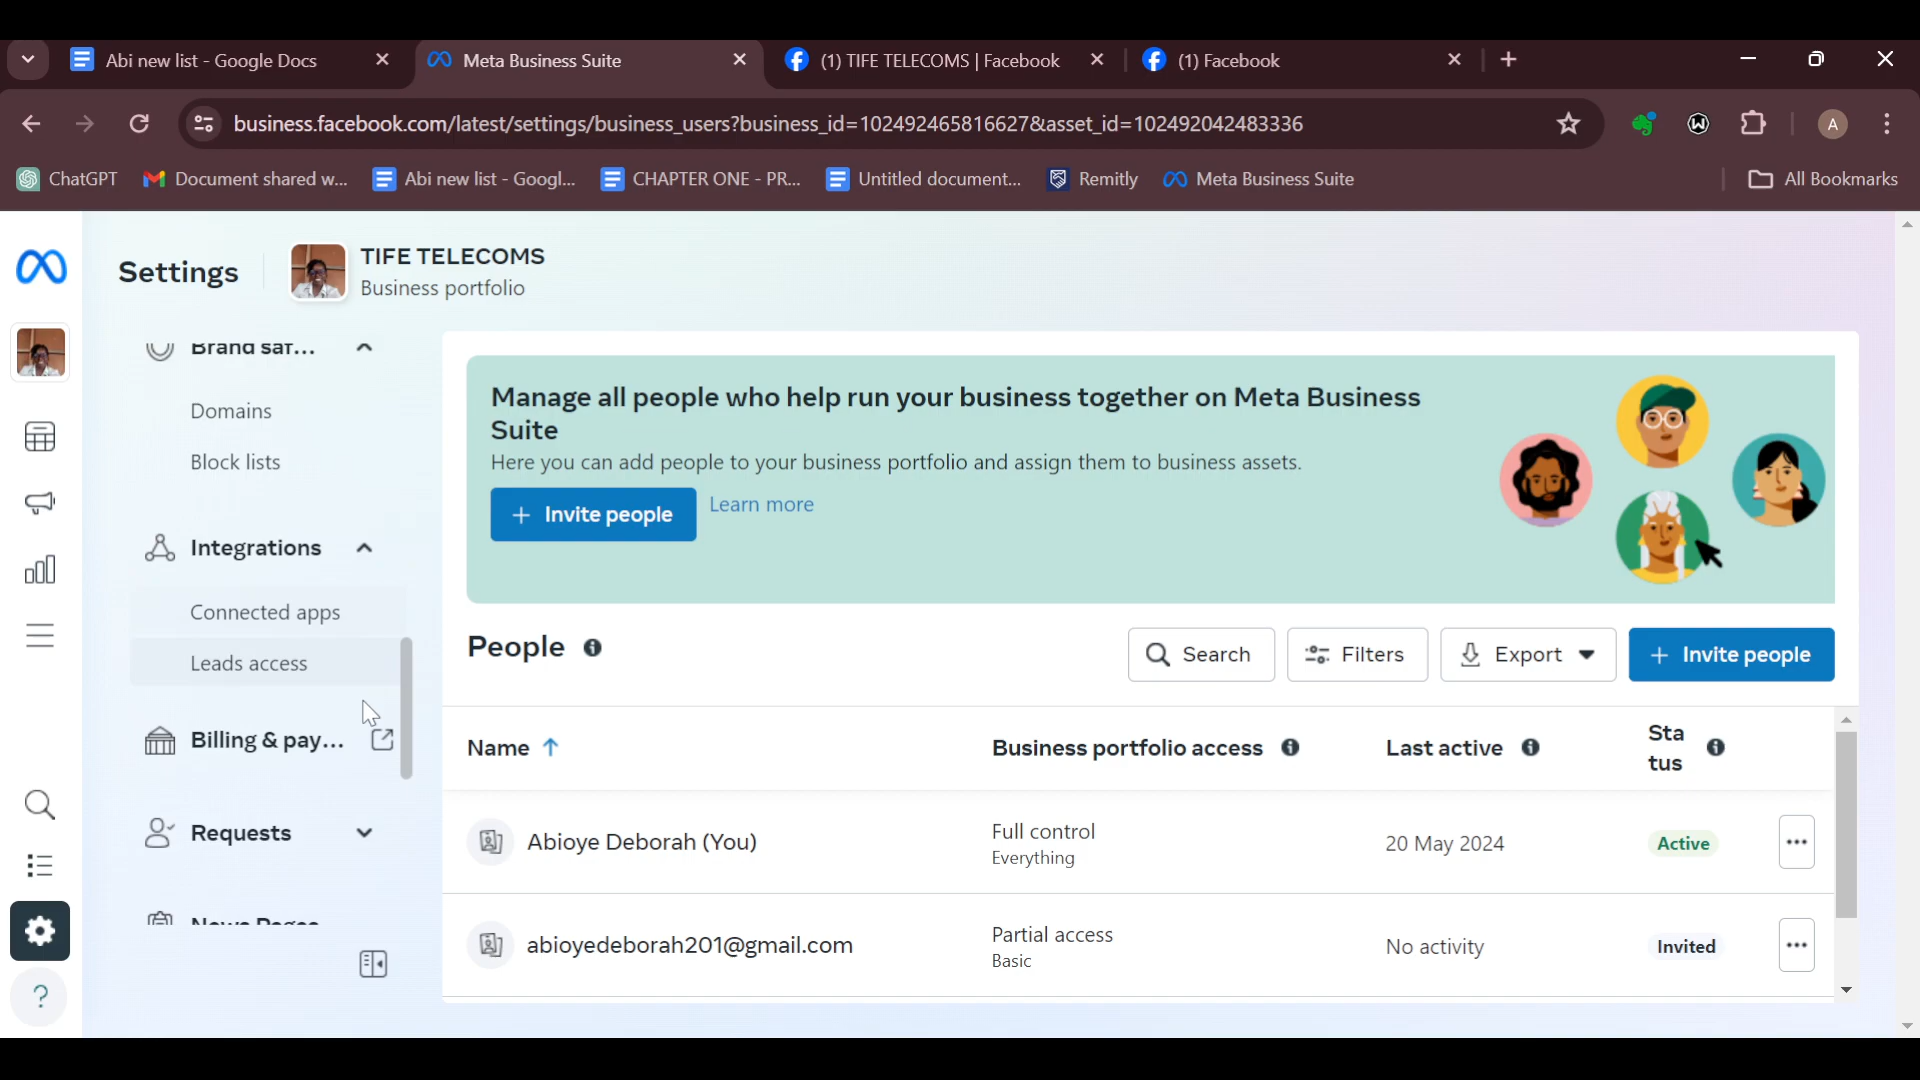 Abi new list - Google Docs
Meta Business Suite
(1) TIFE TELECOMS | Facebook
(1) Facebook
business.facebook.com/latest/settings/business_users?business_id=102492465816627&asset_id=102492042483336
A
ChatGPT
Document shared w...
Abi new list - Googl...
CHAPTER ONE - PR...
Untitled document...
Remitly
Meta Business Suite
All Bookmarks
Settings
TIFE TELECOMS
Business portfolio
Brand saf...
Domains
Block lists
Integrations
Connected apps
Leads access
Billing & pay...
Requests
News Pages
Manage all people who help run your business together on Meta Business
Suite
Here you can add people to your business portfolio and assign them to business assets.
+ Invite people
Learn more
People
Search
Filters
Export
+ Invite people
Name ↑
Business portfolio access
Last active
Sta
tus
Abioye Deborah (You)
Full control
Everything
20 May 2024
Active
abioyedeborah201@gmail.com
Partial access
Basic
No activity
Invited